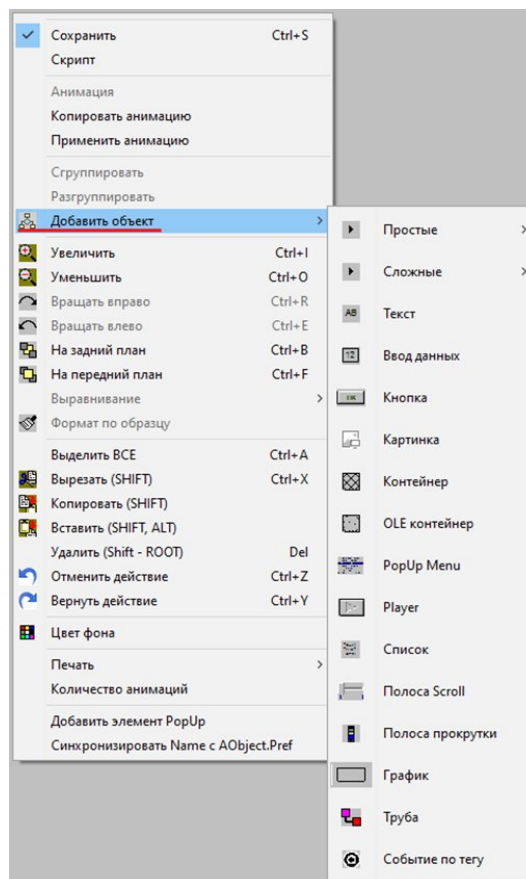 Сохранить Ctrl+S
Скрипт
Анимация
Копировать анимацию
Применить анимацию
Сгруппировать
Разгруппировать
Добавить объект
Увеличить Ctrl+I
Уменьшить Ctrl+O
Вращать вправо Ctrl+R
Вращать влево Ctrl+E
На задний план Ctrl+B
На передний план Ctrl+F
Выравнивание
Формат по образцу
Выделить ВСЕ Ctrl+A
Вырезать (SHIFT) Ctrl+X
Копировать (SHIFT)
Вставить (SHIFT, ALT)
Удалить (Shift - ROOT) Del
Отменить действие Ctrl+Z
Вернуть действие Ctrl+Y
Цвет фона
Печать
Количество анимаций
Добавить элемент PopUp
Синхронизировать Name с AObject.Pref
Простые
Сложные
AB Текст
12 Ввод данных
OK Кнопка
Картинка
Контейнер
OLE контейнер
PopUp Menu
Player
Список
Полоса Scroll
Полоса прокрутки
График
Труба
Событие по тегу